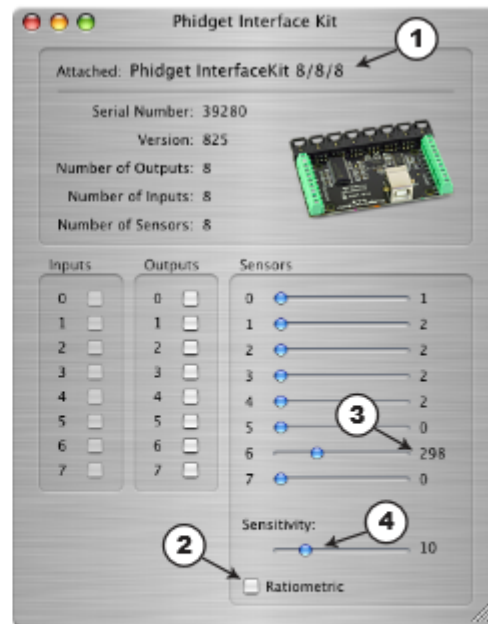 Phidget Interface Kit
1
Attached: Phidget InterfaceKit 8/8/8
Serial Number: 39280
Version: 825
Number of Outputs: 8
Number of Inputs: 8
Number of Sensors: 8
Inputs Outputs Sensors
0 0 0 1
1 1 1 2
2 2 2 2
3 3 3 2
4 4 4 2
3
5 5 5 0
6 6 6 298
7 7 7 0
Sensitivity:
4
10
2
Ratiometric